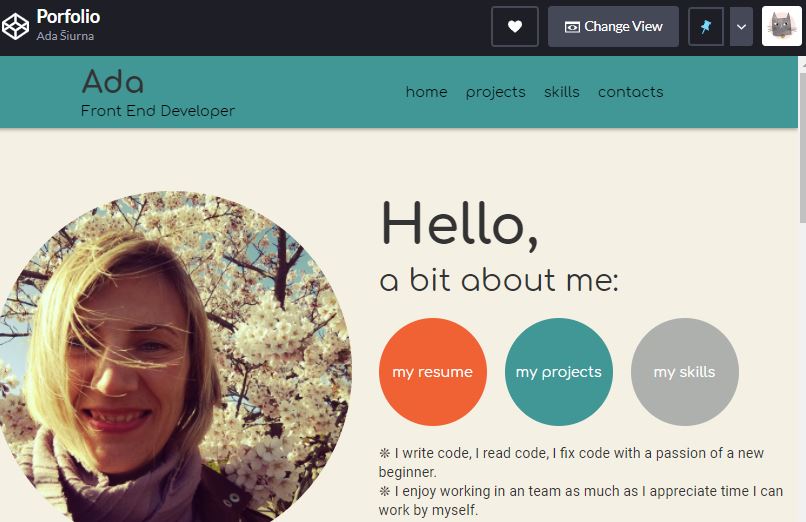 Porfolio
Ada Šiurna
Change View
Ada
Front End Developer
home projects skills contacts
Hello,
a bit about me:
my resume my projects my skills
❊ I write code, I read code, I fix code with a passion of a new
beginner.
❊ I enjoy working in an team as much as I appreciate time I can
work by myself.